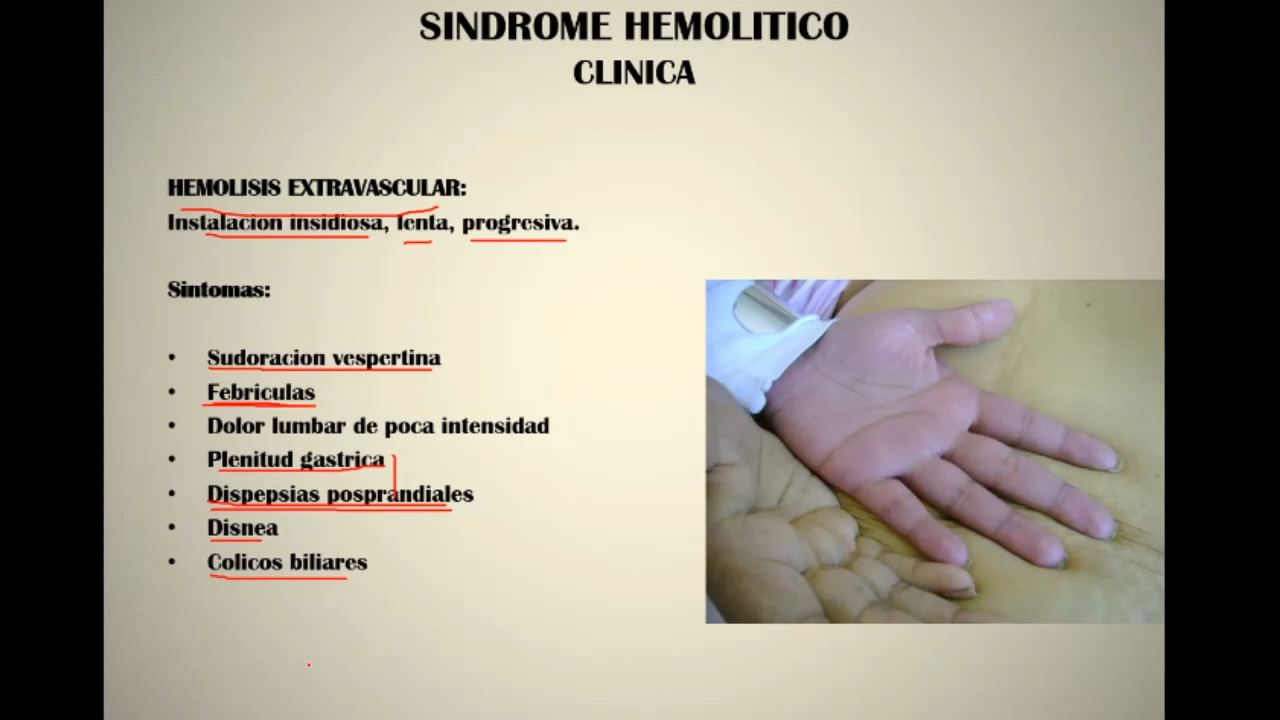 SINDROME HEMOLITICO
CLINICA
HEMOLISIS EXTRAVASCULAR:
Instalacion insidiosa, lenta, progresiva.
Sintomas:
• Sudoracion vespertina
• Febriculas
• Dolor lumbar de poca intensidad
• Plenitud gastrica
• Dispepsias posprandiales
• Disnea
• Colicos biliares